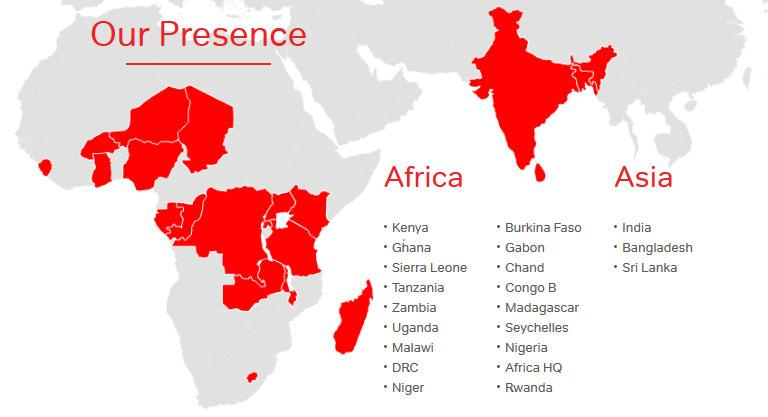 Our Presence
Africa
Kenya
Ghana
Sierra Leone
Tanzania
Zambia
Uganda
Malawi
DRC
Niger
Burkina Faso
Gabon
Chand
Congo B
Madagascar
Seychelles
Nigeria
Africa HQ
Rwanda
Asia
India
Bangladesh
Sri Lanka